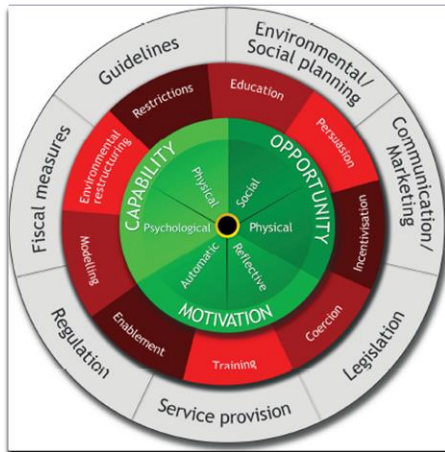 Guidelines
Environmental/
Social planning
Communication/
Marketing
Legislation
Service provision
Regulation
Fiscal measures
Restrictions
Education
Persuasion
Incentivisation
Coercion
Training
Enablement
Modelling
Environmental
restructuring
CAPABILITY
OPPORTUNITY
MOTIVATION
Physical
Social
Psychological
Physical
Automatic
Reflective